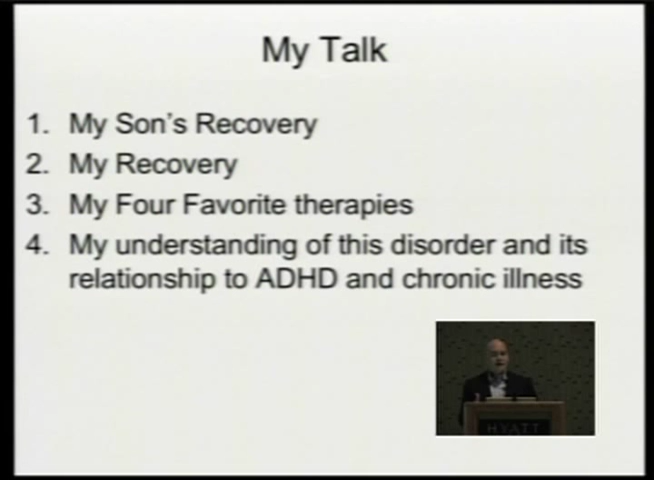 My Talk
1. My Son's Recovery
2. My Recovery
3. My Four Favorite therapies
4. My understanding of this disorder and its
relationship to ADHD and chronic illness
HYATT